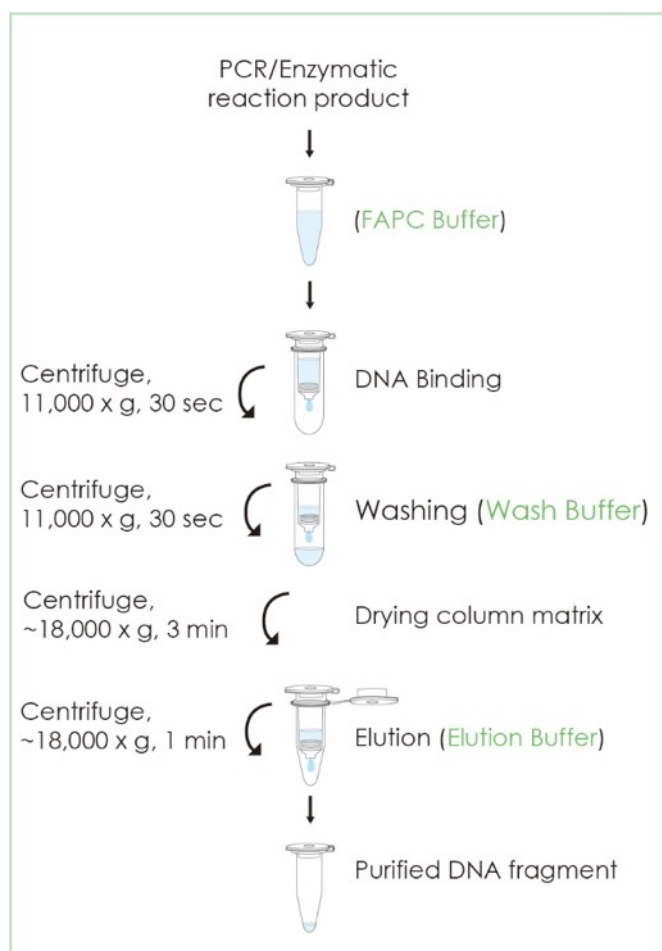 PCR/Enzymatic
reaction product
(FAPC Buffer)
Centrifuge,
11,000 x g, 30 sec
DNA Binding
Centrifuge,
11,000 x g, 30 sec
Washing (Wash Buffer)
Centrifuge,
~18,000 x g, 3 min
Drying column matrix
Centrifuge,
~18,000 x g, 1 min
Elution (Elution Buffer)
Purified DNA fragment